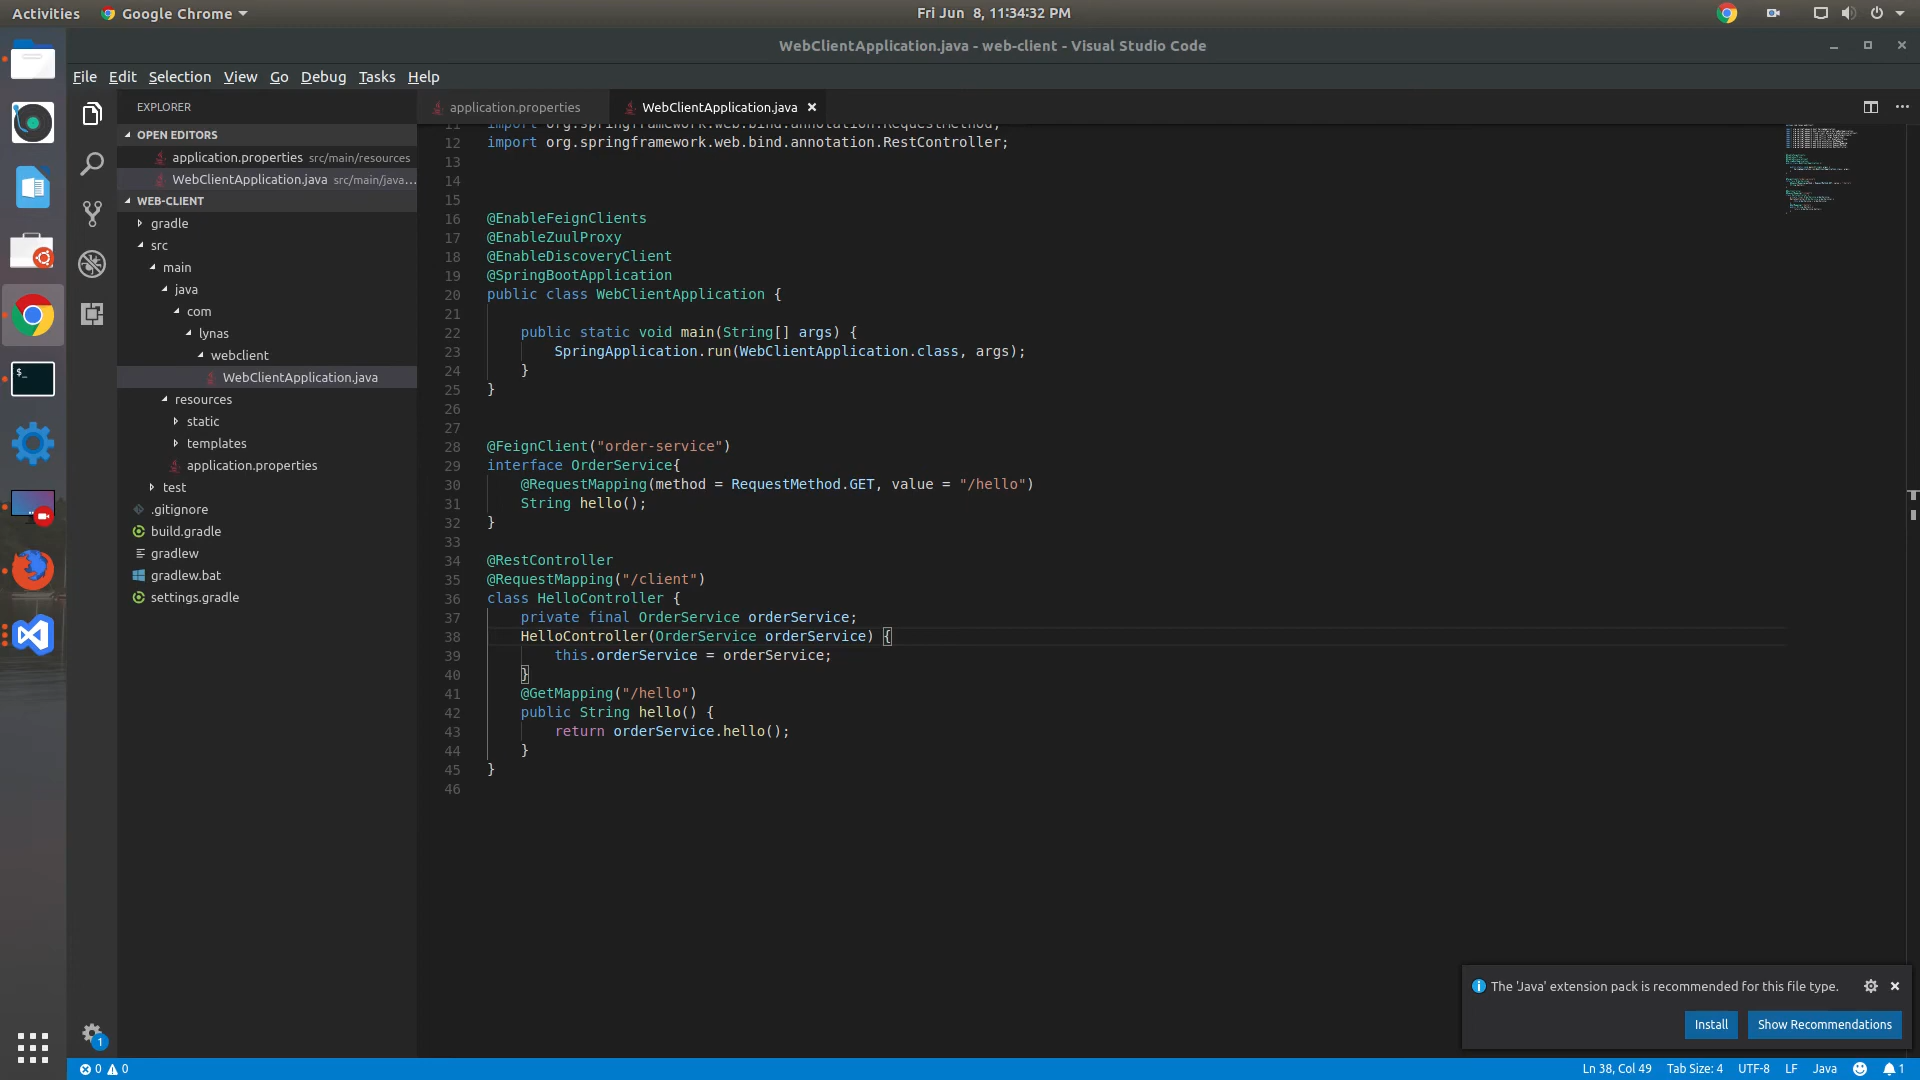 Activities Google Chrome Fri Jun 8, 11:34:32 PM
WebClientApplication.java - web-client - Visual Studio Code
File Edit Selection View Go Debug Tasks Help
EXPLORER
OPEN EDITORS
application.properties src/main/resources
WebClientApplication.java src/main/java...
WEB-CLIENT
gradle
src
main
java
com
lynas
webclient
WebClientApplication.java
resources
static
templates
application.properties
test
.gitignore
build.gradle
gradlew
gradlew.bat
settings.gradle
application.properties WebClientApplication.java
11 import org.springframework.web.bind.annotation.RequestMethod;
12 import org.springframework.web.bind.annotation.RestController;
13
14
15
16 @EnableFeignClients
17 @EnableZuulProxy
18 @EnableDiscoveryClient
19 @SpringBootApplication
20 public class WebClientApplication {
21
22 public static void main(String[] args) {
23 SpringApplication.run(WebClientApplication.class, args);
24 }
25 }
26
27
28 @FeignClient("order-service")
29 interface OrderService{
30 @RequestMapping(method = RequestMethod.GET, value = "/hello")
31 String hello();
32 }
33
34 @RestController
35 @RequestMapping("/client")
36 class HelloController {
37 private final OrderService orderService;
38 HelloController(OrderService orderService) {
39 this.orderService = orderService;
40 }
41 @GetMapping("/hello")
42 public String hello() {
43 return orderService.hello();
44 }
45 }
46
The 'Java' extension pack is recommended for this file type.
Install Show Recommendations
1
0 0 Ln 38, Col 49 Tab Size: 4 UTF-8 LF Java 1